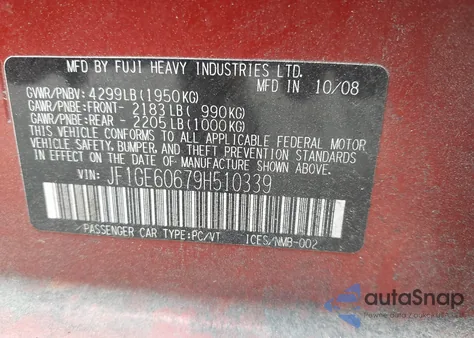 MFD BY FUJI HEAVY INDUSTRIES LTD.
GVWR/PNBV: 4299LB(1950KG) MFD IN 10/08
GAWR/PNBE:FRONT- 2183LB( 990KG)
GAWR/PNBE:REAR - 2205LB(1000KG)
THIS VEHICLE CONFORMS TO ALL APPLICABLE FEDERAL MOTOR
VEHICLE SAFETY, BUMPER, AND THEFT PREVENTION STANDARDS
IN EFFECT ON THE DATE OF MANUFACTURE SHOWN ABOVE.
VIN: JF1GE60679H510339
PASSENGER CAR TYPE:PC/VT ICES/NMB-002
autoSnap